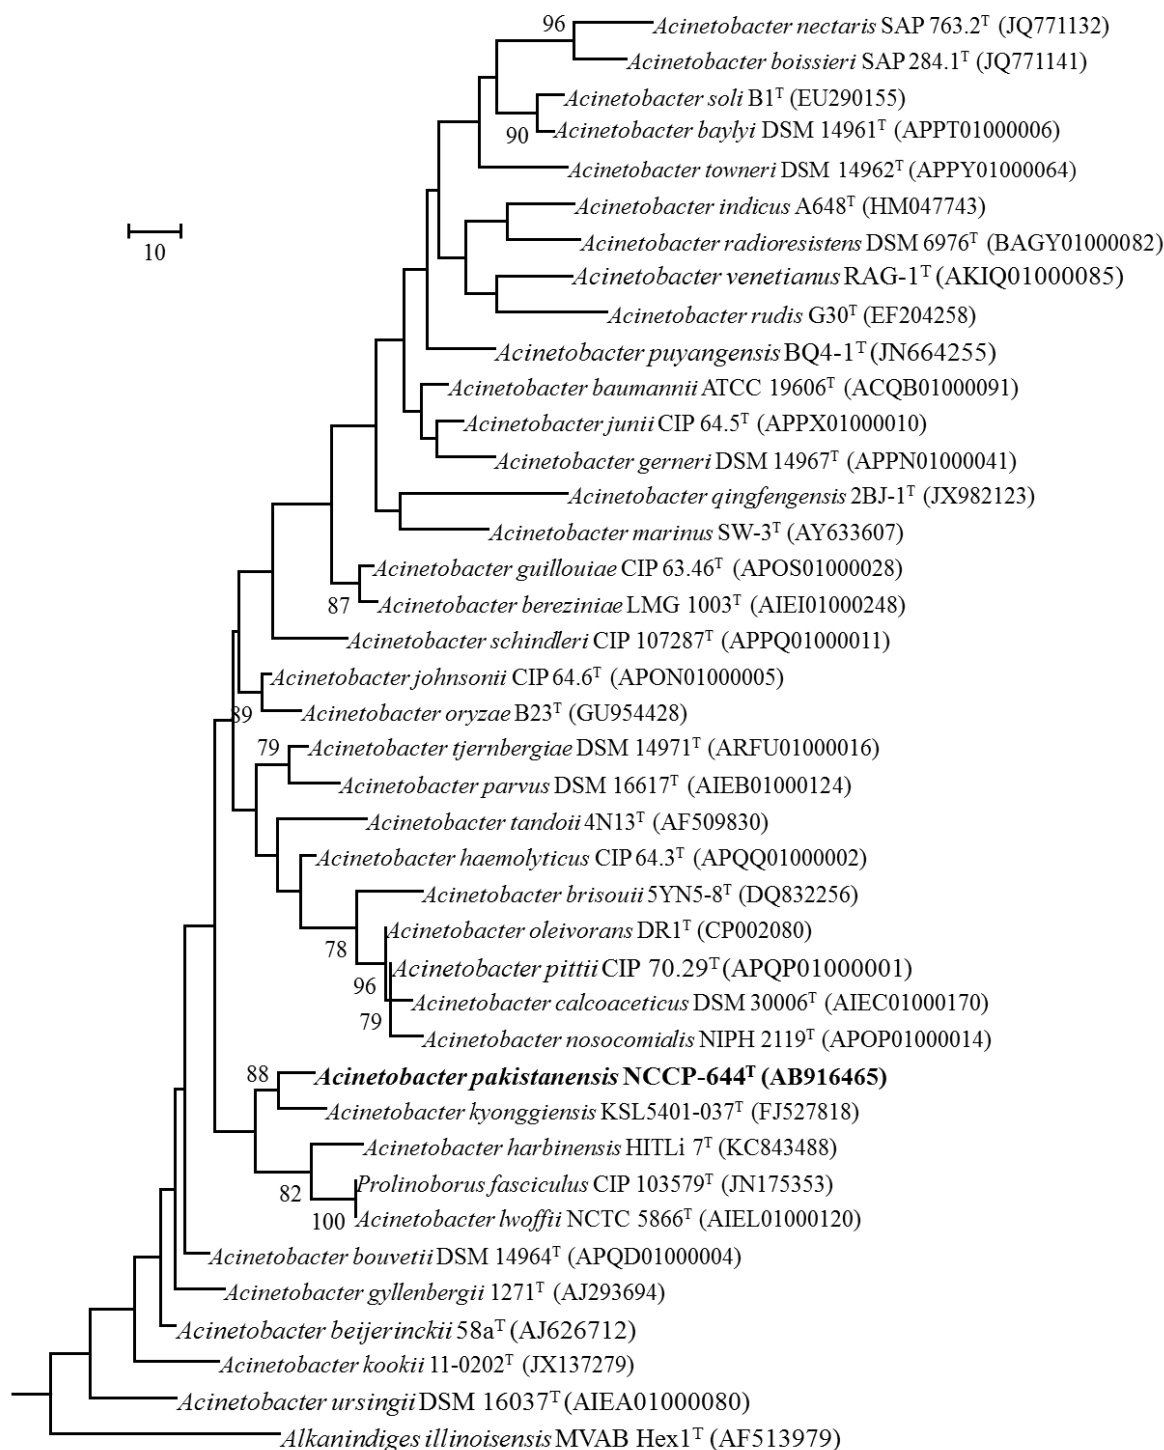 96
Acinetobacter nectaris SAP 763.2ᵀ (JQ771132)
Acinetobacter boissieri SAP 284.1ᵀ (JQ771141)
Acinetobacter soli B1ᵀ (EU290155)
90
Acinetobacter baylyi DSM 14961ᵀ (APPT01000006)
Acinetobacter towneri DSM 14962ᵀ (APPY01000064)
Acinetobacter indicus A648ᵀ (HM047743)
10
Acinetobacter radioresistens DSM 6976ᵀ (BAGY01000082)
Acinetobacter venetianus RAG-1ᵀ (AKIQ01000085)
Acinetobacter rudis G30ᵀ (EF204258)
Acinetobacter puyangensis BQ4-1ᵀ (JN664255)
Acinetobacter baumannii ATCC 19606ᵀ (ACQB01000091)
Acinetobacter junii CIP 64.5ᵀ (APPX01000010)
Acinetobacter gerneri DSM 14967ᵀ (APPN01000041)
Acinetobacter qingfengensis 2BJ-1ᵀ (JX982123)
Acinetobacter marinus SW-3ᵀ (AY633607)
Acinetobacter guillouiae CIP 63.46ᵀ (APOS01000028)
87
Acinetobacter bereziniae LMG 1003ᵀ (AIEI01000248)
Acinetobacter schindleri CIP 107287ᵀ (APPQ01000011)
Acinetobacter johnsonii CIP 64.6ᵀ (APON01000005)
89
Acinetobacter oryzae B23ᵀ (GU954428)
79
Acinetobacter tjernbergiae DSM 14971ᵀ (ARFU01000016)
Acinetobacter parvus DSM 16617ᵀ (AIEB01000124)
Acinetobacter tandoii 4N13ᵀ (AF509830)
Acinetobacter haemolyticus CIP 64.3ᵀ (APQQ01000002)
Acinetobacter brisouii 5YN5-8ᵀ (DQ832256)
Acinetobacter oleivorans DR1ᵀ (CP002080)
78
Acinetobacter pittii CIP 70.29ᵀ (APQP01000001)
96
Acinetobacter calcoaceticus DSM 30006ᵀ (AIEC01000170)
79
Acinetobacter nosocomialis NIPH 2119ᵀ (APOP01000014)
88
Acinetobacter pakistanensis NCCP-644ᵀ (AB916465)
Acinetobacter kyonggiensis KSL5401-037ᵀ (FJ527818)
Acinetobacter harbinensis HITLi 7ᵀ (KC843488)
82
Prolinoborus fasciculus CIP 103579ᵀ (JN175353)
100
Acinetobacter lwoffii NCTC 5866ᵀ (AIEL01000120)
Acinetobacter bouvetii DSM 14964ᵀ (APQD01000004)
Acinetobacter gyllenbergii 1271ᵀ (AJ293694)
Acinetobacter beijerinckii 58aᵀ (AJ626712)
Acinetobacter kookii 11-0202ᵀ (JX137279)
Acinetobacter ursingii DSM 16037ᵀ (AIEA01000080)
Alkanindiges illinoisensis MVAB Hex1ᵀ (AF513979)